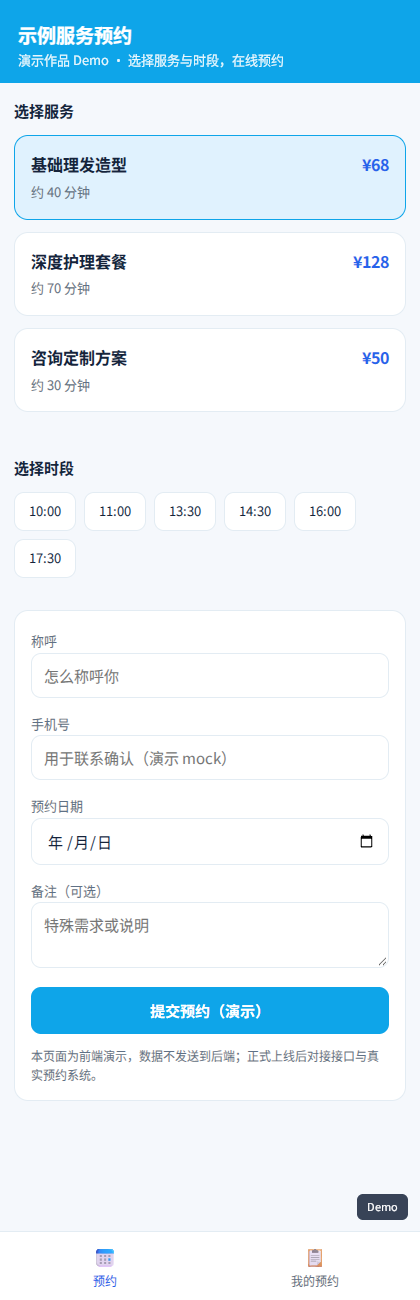 示例服务预约
演示作品 Demo · 选择服务与时段，在线预约
选择服务
基础理发造型 ¥68
约 40 分钟
深度护理套餐 ¥128
约 70 分钟
咨询定制方案 ¥50
约 30 分钟
选择时段
10:00 11:00 13:30 14:30 16:00
17:30
称呼
怎么称呼你
手机号
用于联系确认（演示 mock）
预约日期
年 /月/日
备注（可选）
特殊需求或说明
提交预约（演示）
本页面为前端演示，数据不发送到后端；正式上线后对接接口与真
实预约系统。
Demo
预约 我的预约